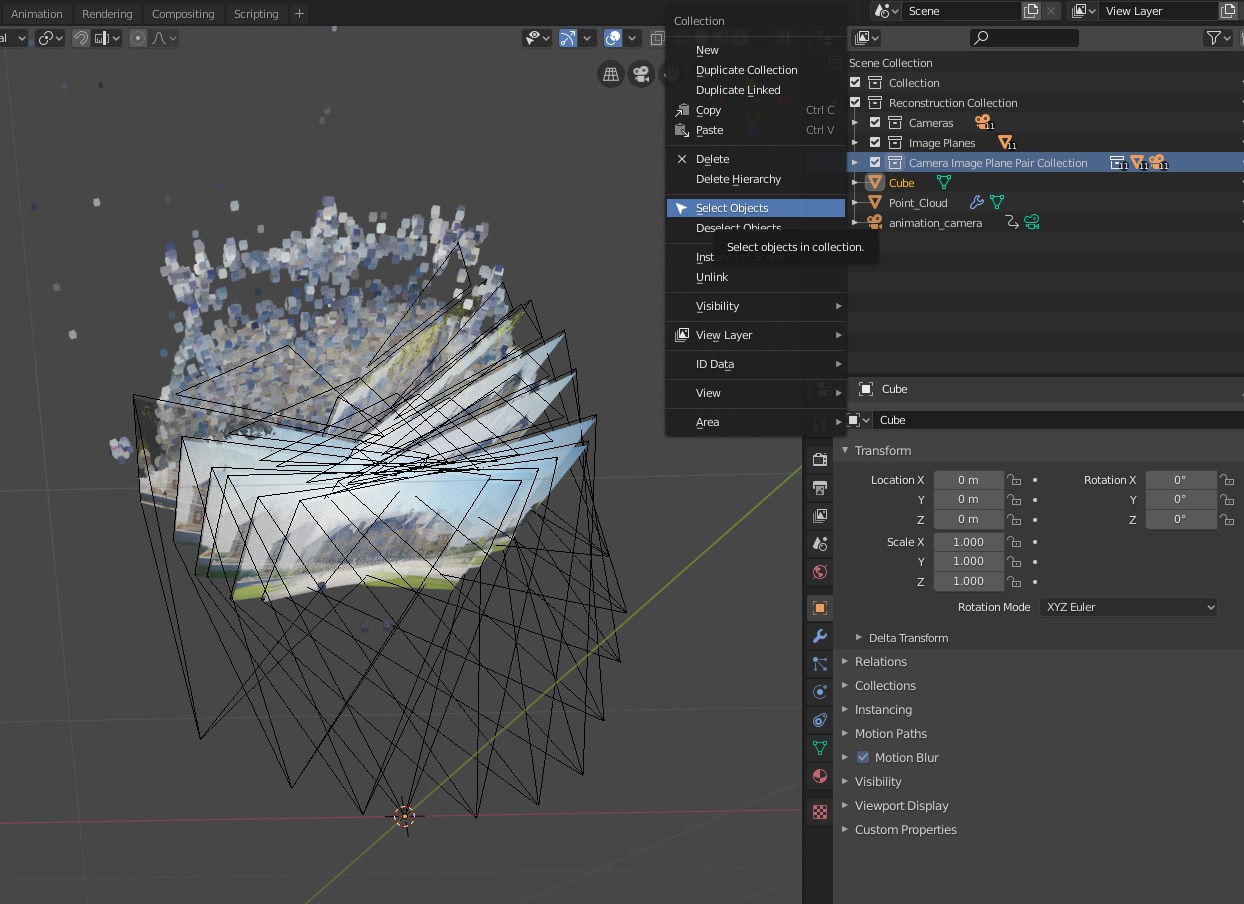 Animation
Rendering
Compositing
Scripting
+
Scene
View Layer
al
Collection
New
Duplicate Collection
Duplicate Linked
Copy Ctrl C
Paste Ctrl V
Delete
Delete Hierarchy
Select Objects
Deselect Objects
Select objects in collection.
Unlink
Visibility
View Layer
ID Data
View
Area
Scene Collection
Collection
Reconstruction Collection
Cameras 11
Image Planes 11
Camera Image Plane Pair Collection 11 11 11
Cube
Point_Cloud
animation_camera
Cube
Cube
Transform
Location X 0 m Rotation X 0°
Y 0 m Y 0°
Z 0 m Z 0°
Scale X 1.000
Y 1.000
Z 1.000
Rotation Mode XYZ Euler
Delta Transform
Relations
Collections
Instancing
Motion Paths
Motion Blur
Visibility
Viewport Display
Custom Properties